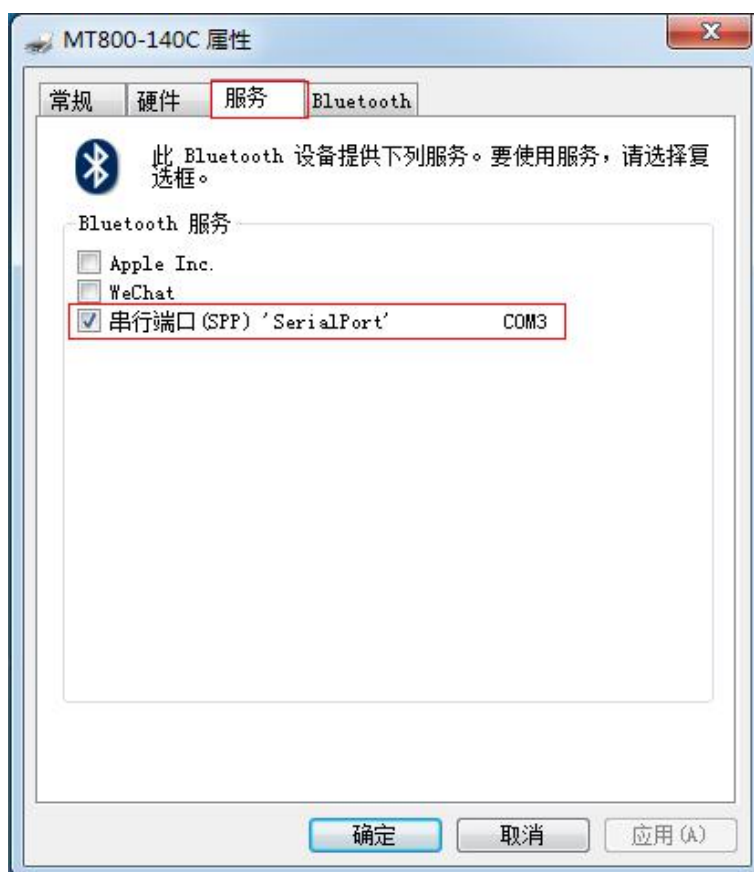 MT800-140C 属性
常规 硬件 服务 Bluetooth
此 Bluetooth 设备提供下列服务。要使用服务，请选择复
选框。
Bluetooth 服务
Apple Inc.
WeChat
串行端口(SPP) 'SerialPort' COM3
确定 取消 应用(A)